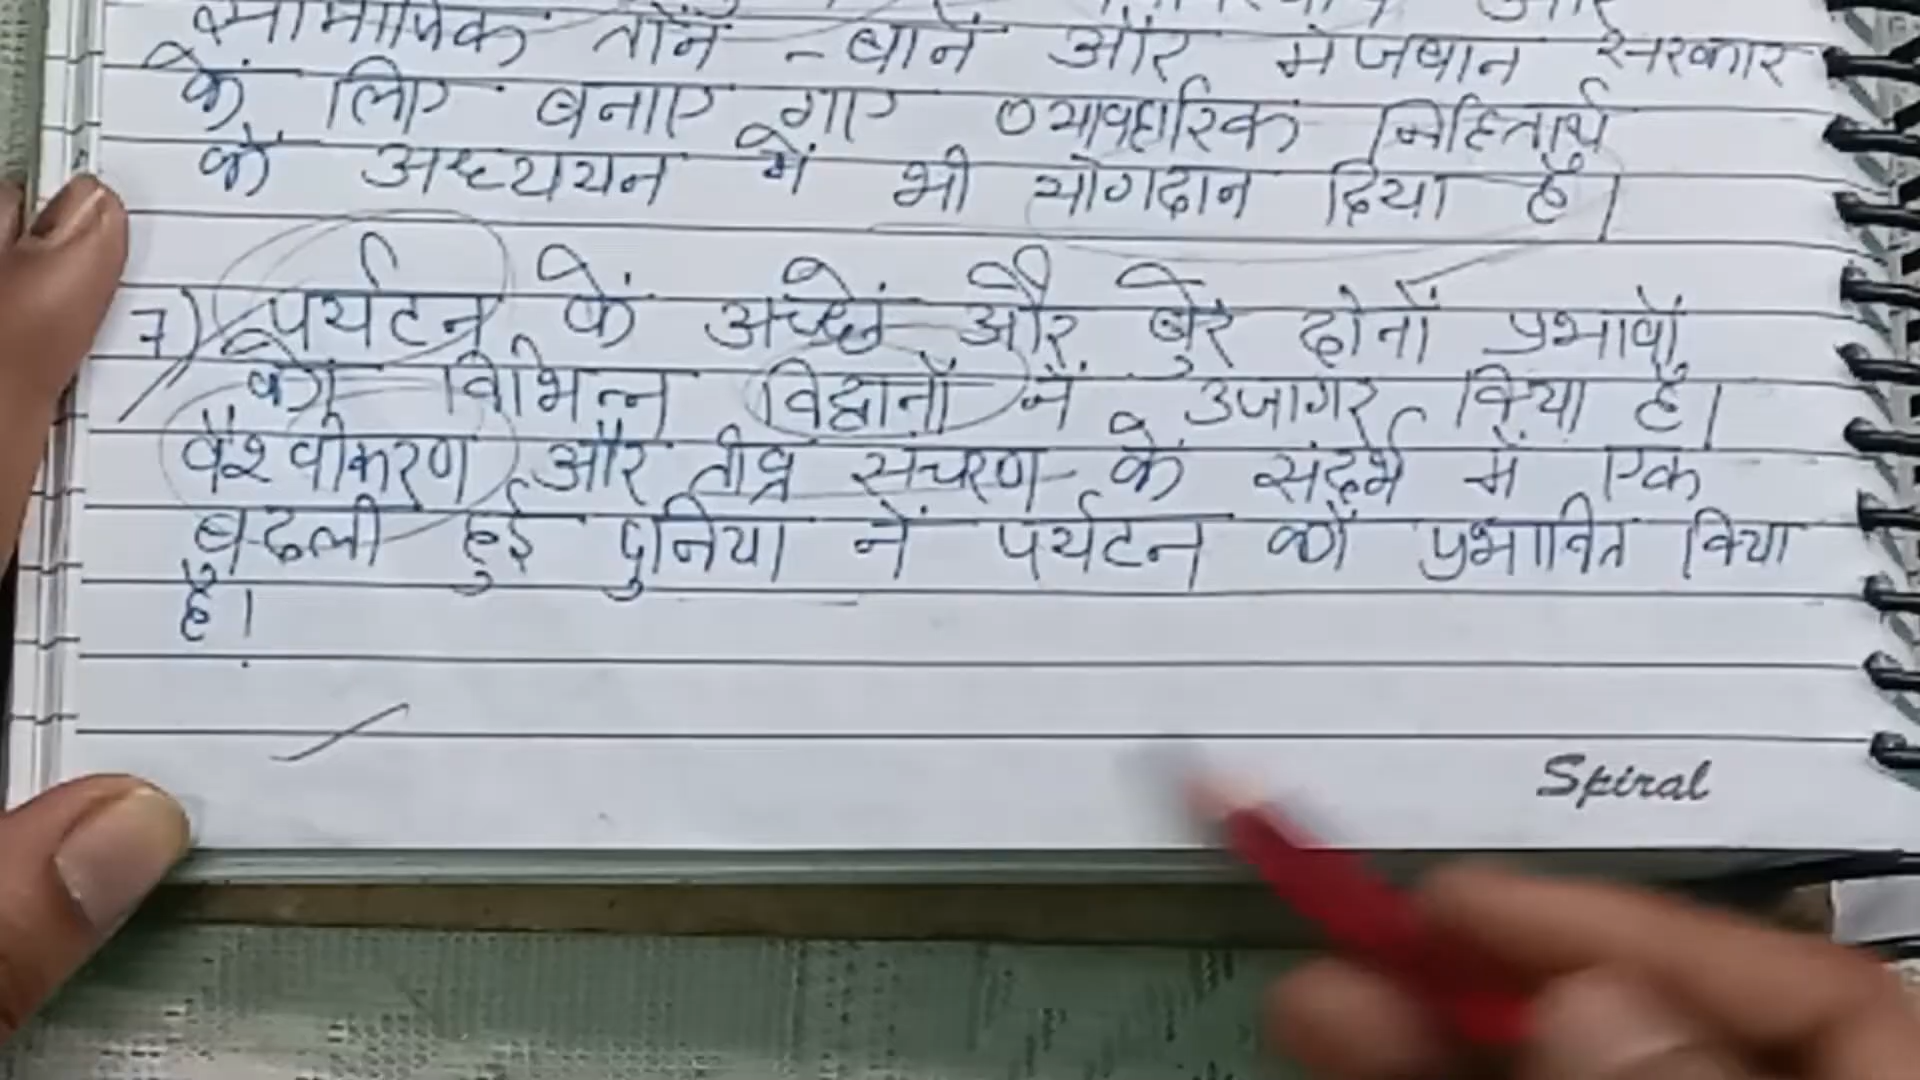 और
सामाजिक ताने-बाने और मेजबान सरकार
के लिए बनाए गए व्यावहारिक निहितार्थ
के अध्ययन में भी योगदान दिया है।
7) पर्यटन के अच्छे और बुरे दोनों प्रभावों
को विभिन्न विद्वानों ने उजागर किया है।
वैश्वीकरण और तीव्र संचरण के संदर्भ में एक
बदली हुई दुनिया ने पर्यटन को प्रभावित किया
है।
Spiral